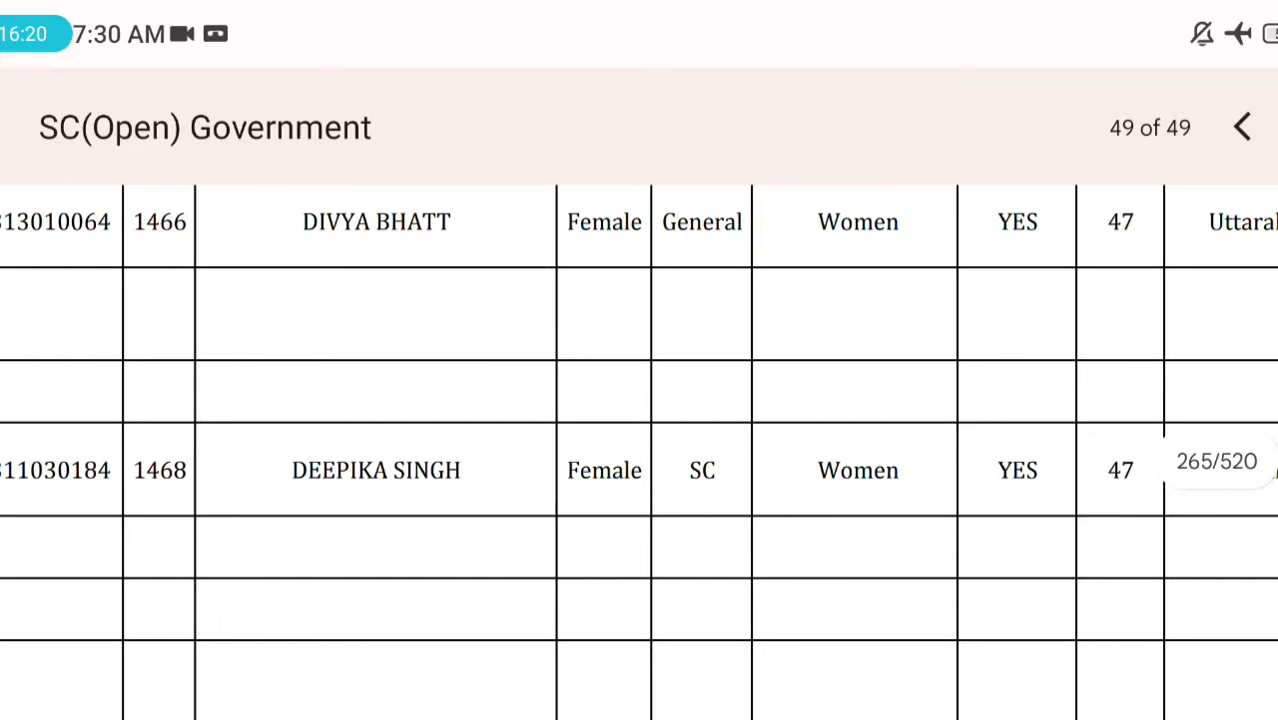 16:20 7:30 AM
SC(Open) Government 49 of 49
13010064 1466 DIVYA BHATT Female General Women YES 47
11030184 1468 DEEPIKA SINGH Female SC Women YES 47
265/520